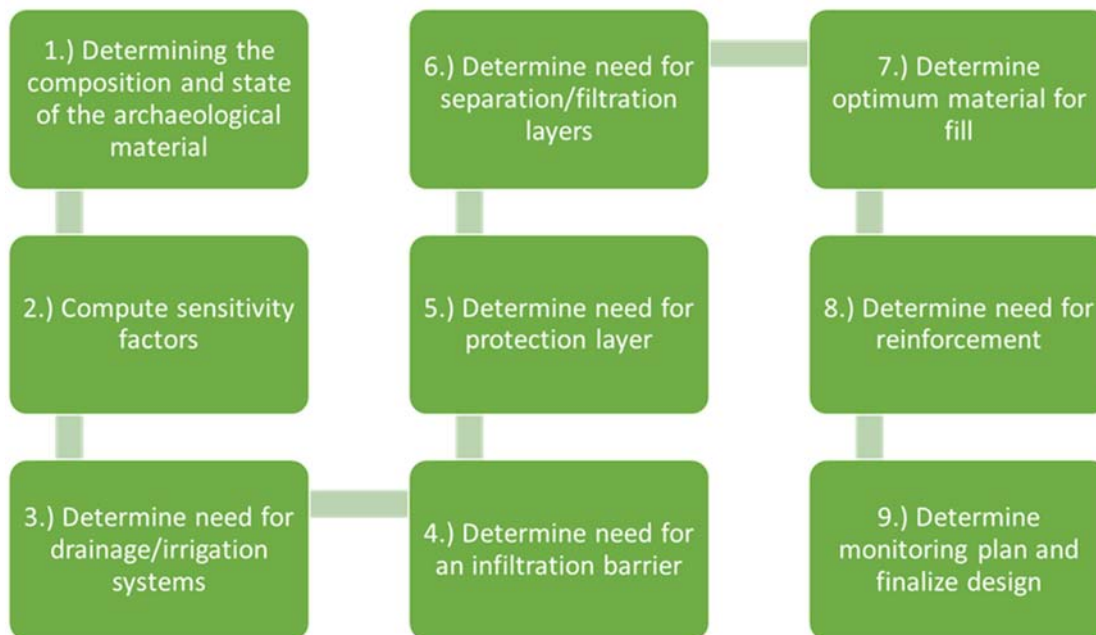 1.) Determining the
composition and state
of the archaeological
material
2.) Compute sensitivity
factors
3.) Determine need for
drainage/irrigation
systems
4.) Determine need for
an infiltration barrier
5.) Determine need for
protection layer
6.) Determine need for
separation/filtration
layers
7.) Determine
optimum material for
fill
8.) Determine need for
reinforcement
9.) Determine
monitoring plan and
finalize design